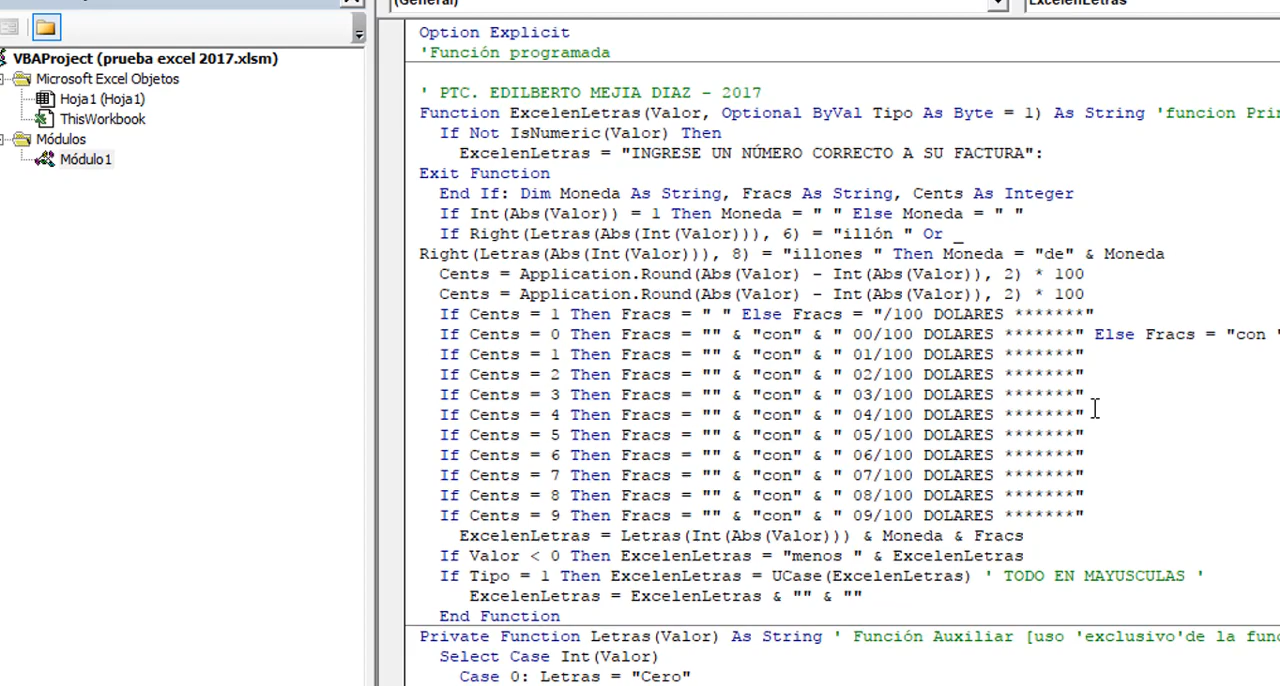 (General)
ExcelenLetras
VBAProject (prueba excel 2017.xlsm)
Microsoft Excel Objetos
Hoja1 (Hoja1)
ThisWorkbook
Módulos
Módulo1
Option Explicit
'Función programada
' PTC. EDILBERTO MEJIA DIAZ - 2017
Function ExcelenLetras(Valor, Optional ByVal Tipo As Byte = 1) As String 'funcion Prin
If Not IsNumeric(Valor) Then
ExcelenLetras = "INGRESE UN NÚMERO CORRECTO A SU FACTURA":
Exit Function
End If: Dim Moneda As String, Fracs As String, Cents As Integer
If Int(Abs(Valor)) = 1 Then Moneda = " " Else Moneda = " "
If Right(Letras(Abs(Int(Valor))), 6) = "illón " Or _
Right(Letras(Abs(Int(Valor))), 8) = "illones " Then Moneda = "de" & Moneda
Cents = Application.Round(Abs(Valor) - Int(Abs(Valor)), 2) * 100
Cents = Application.Round(Abs(Valor) - Int(Abs(Valor)), 2) * 100
If Cents = 1 Then Fracs = " " Else Fracs = "/100 DOLARES *******"
If Cents = 0 Then Fracs = "" & "con" & " 00/100 DOLARES *******" Else Fracs = "con "
If Cents = 1 Then Fracs = "" & "con" & " 01/100 DOLARES *******"
If Cents = 2 Then Fracs = "" & "con" & " 02/100 DOLARES *******"
If Cents = 3 Then Fracs = "" & "con" & " 03/100 DOLARES *******"
If Cents = 4 Then Fracs = "" & "con" & " 04/100 DOLARES *******"
If Cents = 5 Then Fracs = "" & "con" & " 05/100 DOLARES *******"
If Cents = 6 Then Fracs = "" & "con" & " 06/100 DOLARES *******"
If Cents = 7 Then Fracs = "" & "con" & " 07/100 DOLARES *******"
If Cents = 8 Then Fracs = "" & "con" & " 08/100 DOLARES *******"
If Cents = 9 Then Fracs = "" & "con" & " 09/100 DOLARES *******"
ExcelenLetras = Letras(Int(Abs(Valor))) & Moneda & Fracs
If Valor < 0 Then ExcelenLetras = "menos " & ExcelenLetras
If Tipo = 1 Then ExcelenLetras = UCase(ExcelenLetras) ' TODO EN MAYUSCULAS '
ExcelenLetras = ExcelenLetras & "" & ""
End Function
Private Function Letras(Valor) As String ' Función Auxiliar [uso 'exclusivo'de la func
Select Case Int(Valor)
Case 0: Letras = "Cero"